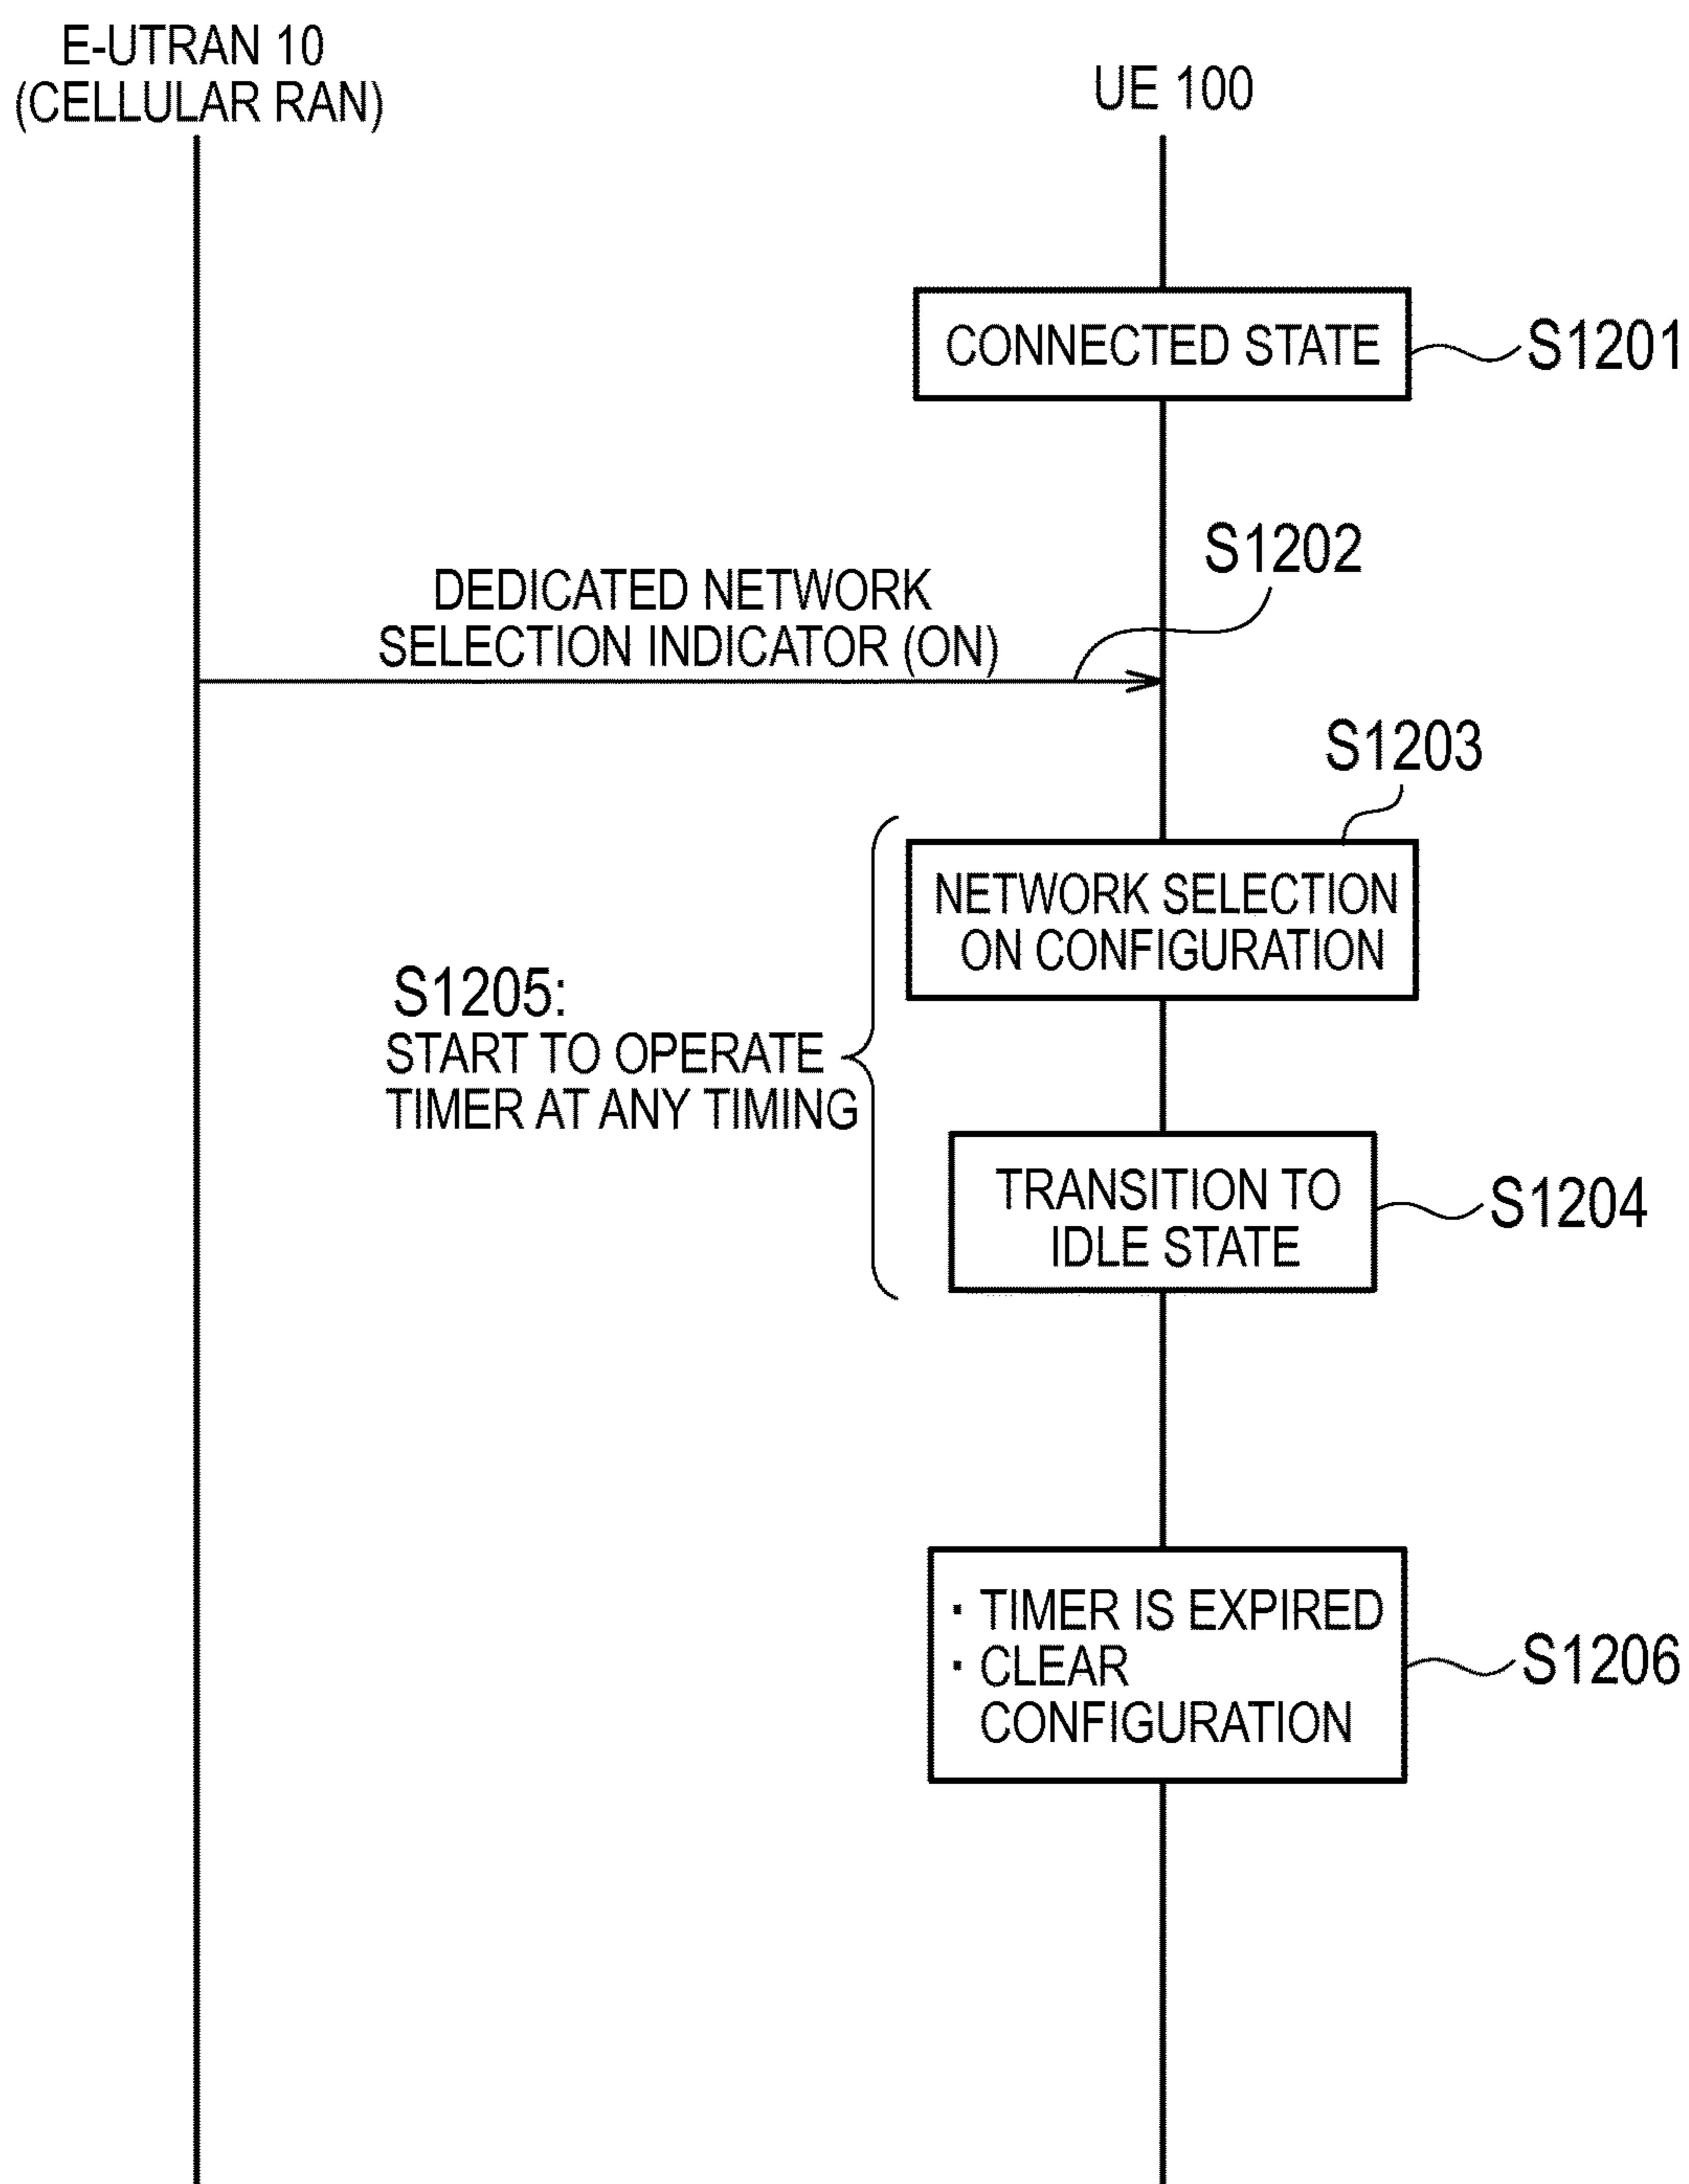 E-UTRAN 10
(CELLULAR RAN)
UE 100
CONNECTED STATE
S1201
S1202
DEDICATED NETWORK
SELECTION INDICATOR (ON)
S1203
NETWORK SELECTION
ON CONFIGURATION
S1205:
START TO OPERATE
TIMER AT ANY TIMING
TRANSITION TO
IDLE STATE
S1204
· TIMER IS EXPIRED
· CLEAR
CONFIGURATION
S1206